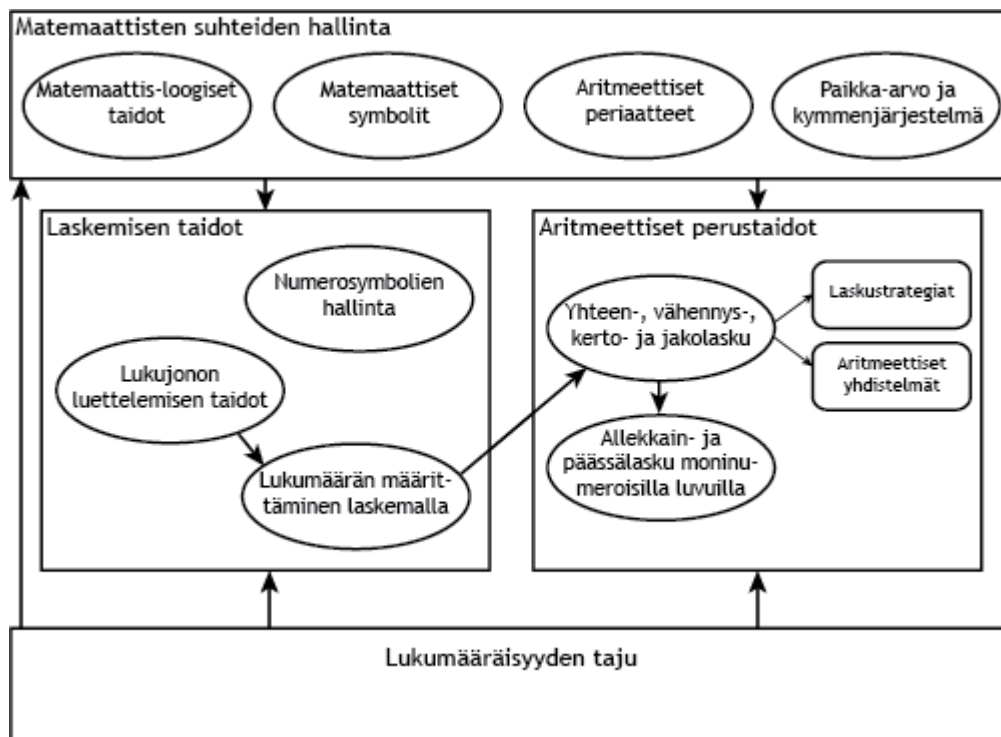 Matemaattisten suhteiden hallinta
Matemaattis-loogiset
taidot
Matemaattiset
symbolit
Aritmeettiset
periaatteet
Paikka-arvo ja
kymmenjärjestelmä
Laskemisen taidot
Numerosymbolien
hallinta
Lukujonon
luettelemisen taidot
Lukumäärän määrit-
täminen laskemalla
Aritmeettiset perustaidot
Yhteen-, vähennys-,
kerto- ja jakolasku
Laskustrategiat
Aritmeettiset
yhdistelmät
Allekkain- ja
päässälasku moninu-
meroisilla luvuilla
Lukumääräisyyden taju